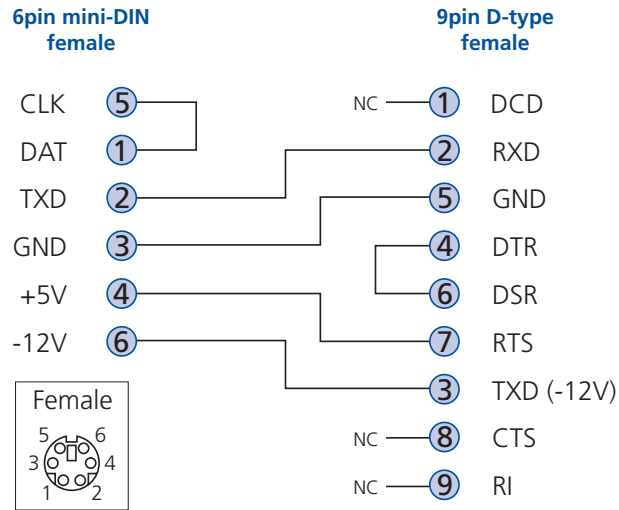 6pin mini-DIN
female
9pin D-type
female
CLK 5 NC 1 DCD
DAT 1 2 RXD
TXD 2 5 GND
GND 3 4 DTR
+5V 4 6 DSR
-12V 6 7 RTS
3 TXD (-12V)
NC 8 CTS
NC 9 RI
Female
5 6
3 4
1 2